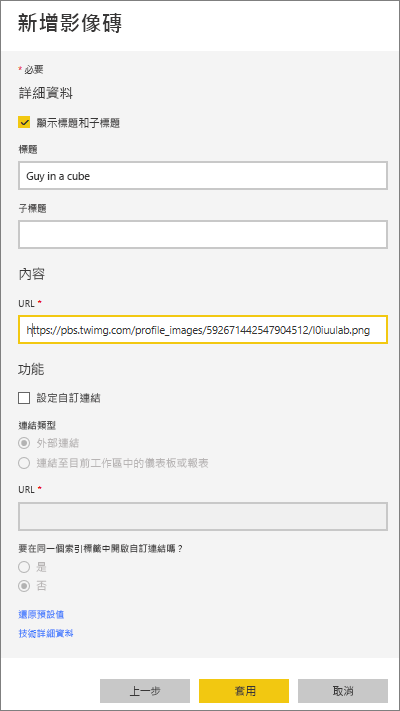 新增影像磚
* 必要
詳細資料
顯示標題和子標題
標題
Guy in a cube
子標題
內容
URL *
https://pbs.twimg.com/profile_images/592671442547904512/I0iuulab.png
功能
設定自訂連結
連結類型
外部連結
連結至目前工作區中的儀表板或報表
URL *
要在同一個索引標籤中開啟自訂連結嗎？
是
否
還原預設值
技術詳細資料
上一步
套用
取消